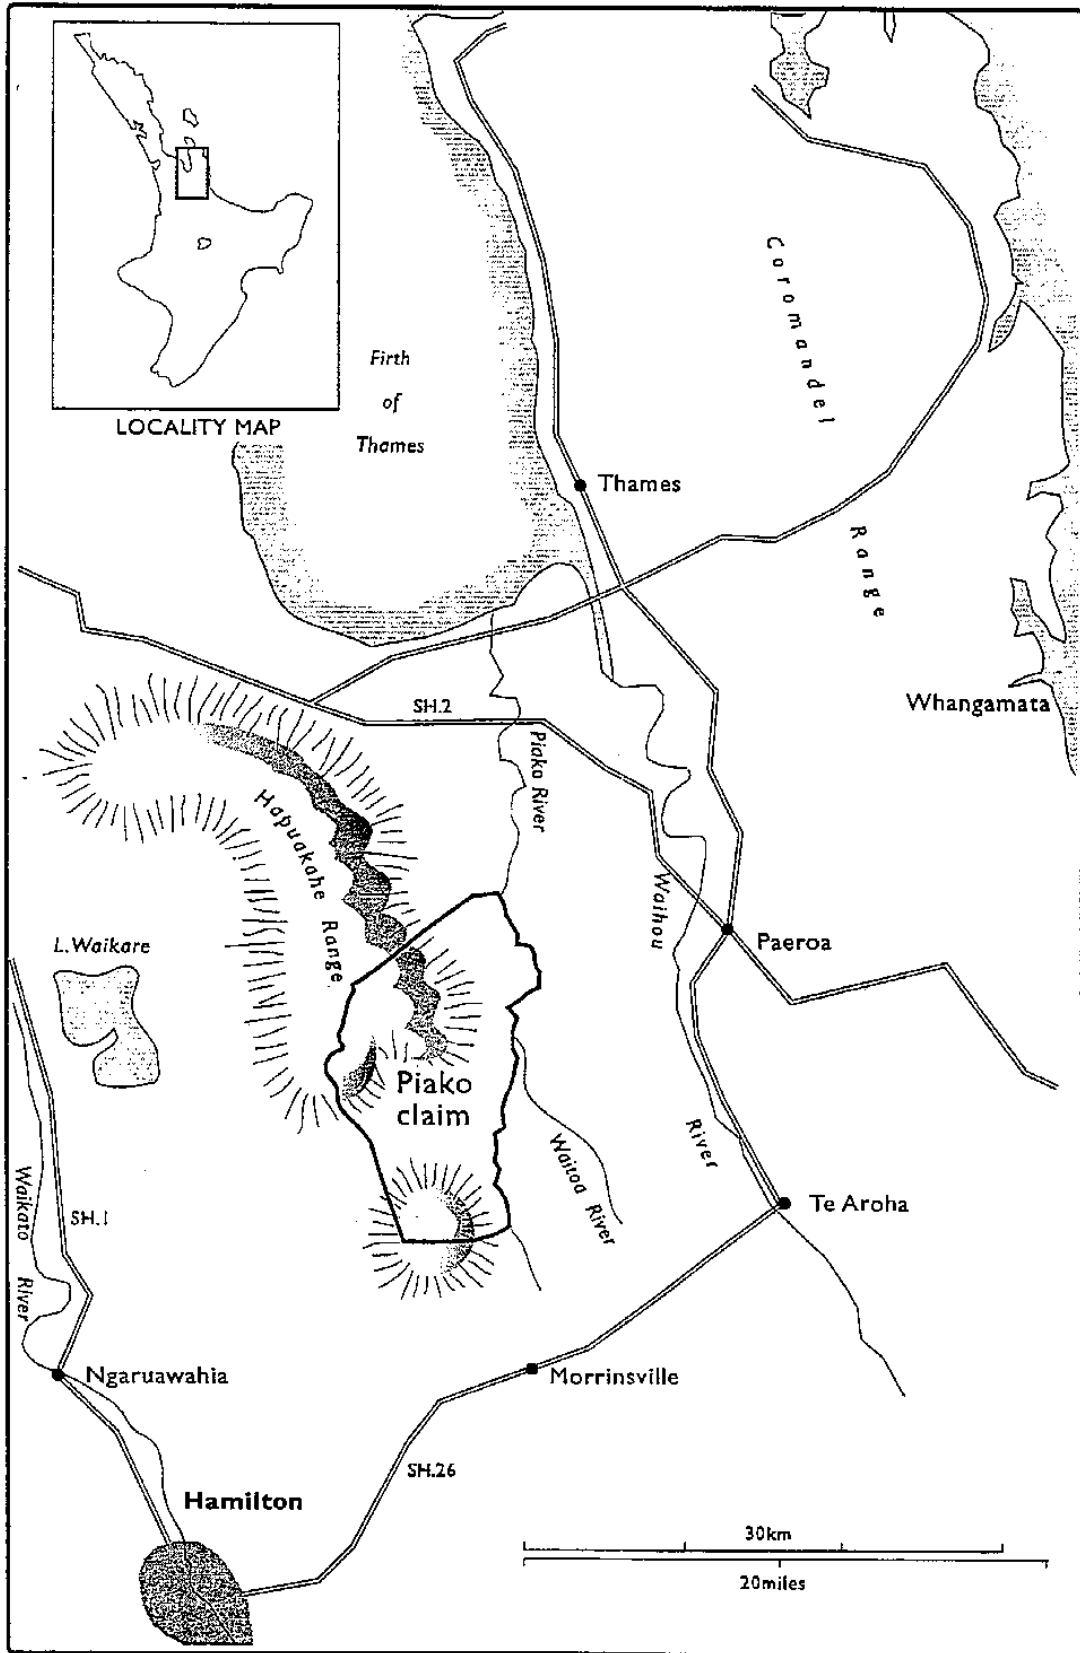 LOCALITY MAP
Firth
of
Thames
Coromandel
Range
Thames
Whangamata
SH.2
Piako River
Hapuakahe
Range
Waihou
River
Paeroa
L. Waikare
Piako
claim
Waitoa River
Te Aroha
Waikato
River
SH.1
Ngaruawahia
Morrinsville
SH.26
Hamilton
30km
20miles